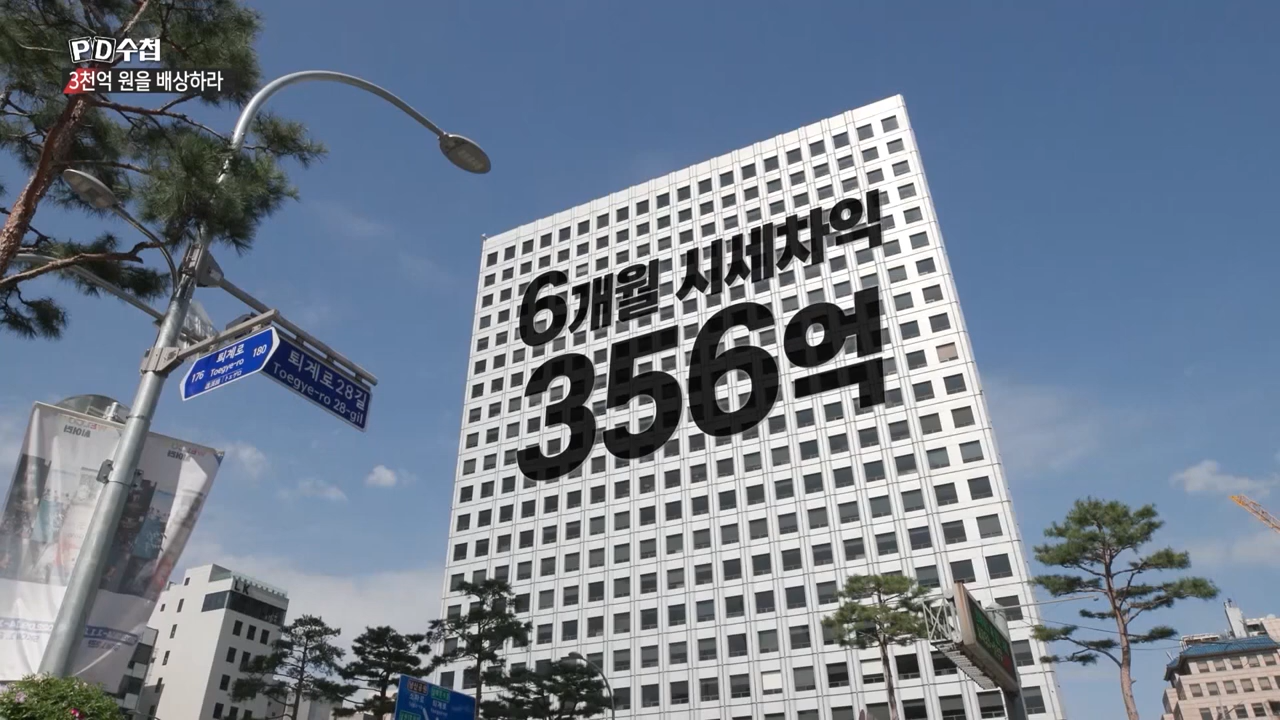 PD수첩
3천억 원을 배상하라
6개월 시세차익
356억
퇴계로
Toegye-ro
176
180
퇴계로28길
Toegye-ro 28-gil